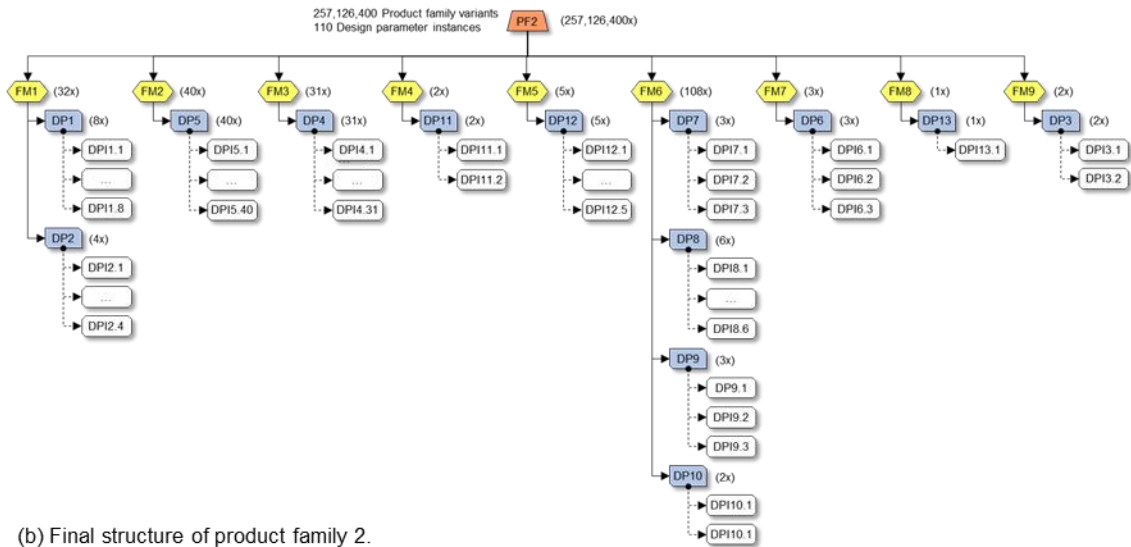 257,126,400 Product family variants
110 Design parameter instances
PF2 (257,126,400x)
FM1 (32x) FM2 (40x) FM3 (31x) FM4 (2x) FM5 (5x) FM6 (108x) FM7 (3x) FM8 (1x) FM9 (2x)
DP1 (8x) DP5 (40x) DP4 (31x) DP11 (2x) DP12 (5x) DP7 (3x) DP6 (3x) DP13 (1x) DP3 (2x)
DPI1.1 DPI5.1 DPI4.1 DPI11.1 DPI12.1 DPI7.1 DPI6.1 DPI13.1 DPI3.1
... ... ... DPI11.2 ... DPI7.2 DPI6.2 DPI3.2
DPI1.8 DPI5.40 DPI4.31 DPI12.5 DPI7.3 DPI6.3
DP2 (4x) DP8 (6x)
DPI2.1 DPI8.1
... ...
DPI2.4 DPI8.6
DP9 (3x)
DP9.1
DPI9.2
DPI9.3
DP10 (2x)
DPI10.1
DPI10.1
(b) Final structure of product family 2.